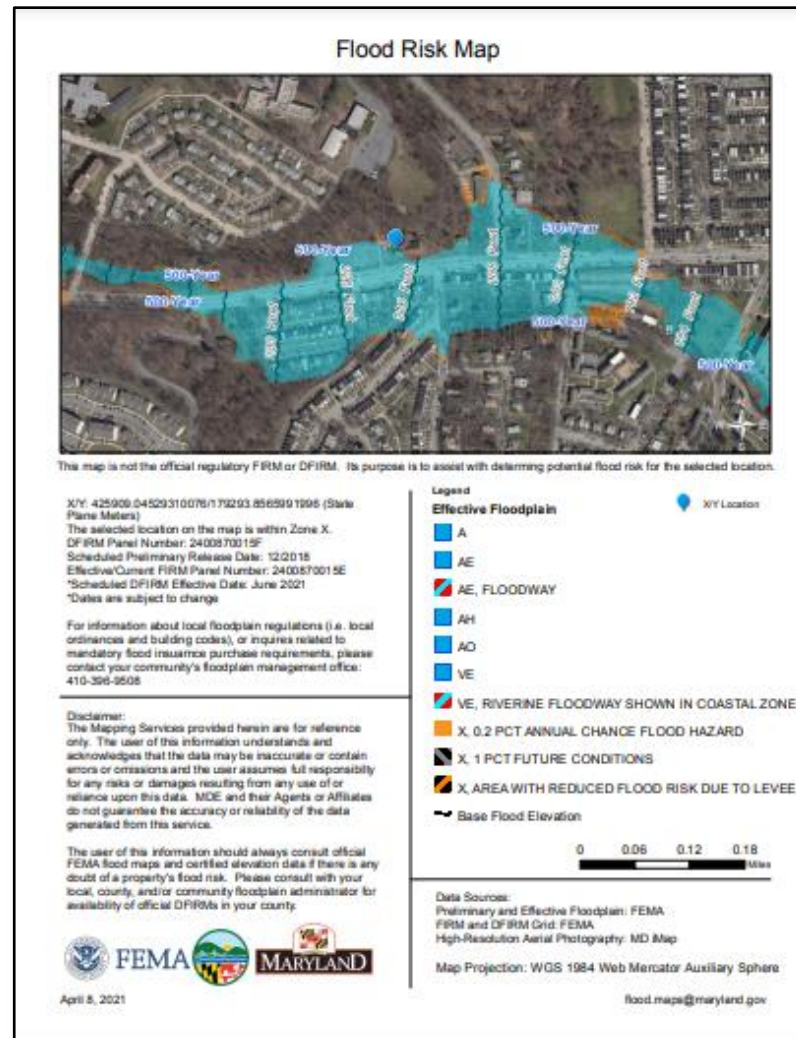 Flood Risk Map
500-Year
500-Year
500-Year
500-Year
500-Year
500-Year
This map is not the official regulatory FIRM or DFIRM. Its purpose is to assist with determing potential flood risk for the selected location.
X/Y: 425909.04529310076/179293.8565991996 (State
Plane Meters)
The selected location on the map is within Zone X.
DFIRM Panel Number: 2400870015F
Scheduled Preliminary Release Date: 12/2018
Effective/Current FIRM Panel Number: 2400870015E
*Scheduled DFIRM Effective Date: June 2021
*Dates are subject to change
For information about local floodplain regulations (i.e. local
ordinances and building codes), or inquires related to
mandatory flood insuarnce purchase requirements, please
contact your community's floodplain management office:
410-396-9508
Disclaimer:
The Mapping Services provided herein are for reference
only. The user of this information understands and
acknowledges that the data may be inaccurate or contain
errors or omissions and the user assumes full responsibility
for any risks or damages resulting from any use of or
reliance upon this data. MDE and their Agents or Affiliates
do not guarantee the accuracy or reliability of the data
generated from this service.
The user of this information should always consult official
FEMA flood maps and certified elevation data if there is any
doubt of a property's flood risk. Please consult with your
local, county, and/or community floodplain administrator for
availability of official DFIRMs in your county.
FEMA
MARYLAND
April 8, 2021
Legend
Effective Floodplain
X/Y Location
A
AE
AE, FLOODWAY
AH
AO
VE
VE, RIVERINE FLOODWAY SHOWN IN COASTAL ZONE
X, 0.2 PCT ANNUAL CHANCE FLOOD HAZARD
X, 1 PCT FUTURE CONDITIONS
X, AREA WITH REDUCED FLOOD RISK DUE TO LEVEE
Base Flood Elevation
0 0.06 0.12 0.18
Miles
Data Sources:
Preliminary and Effective Floodplain: FEMA
FIRM and DFIRM Grid: FEMA
High-Resolution Aerial Photography: MD iMap
Map Projection: WGS 1984 Web Mercator Auxiliary Sphere
flood.maps@maryland.gov